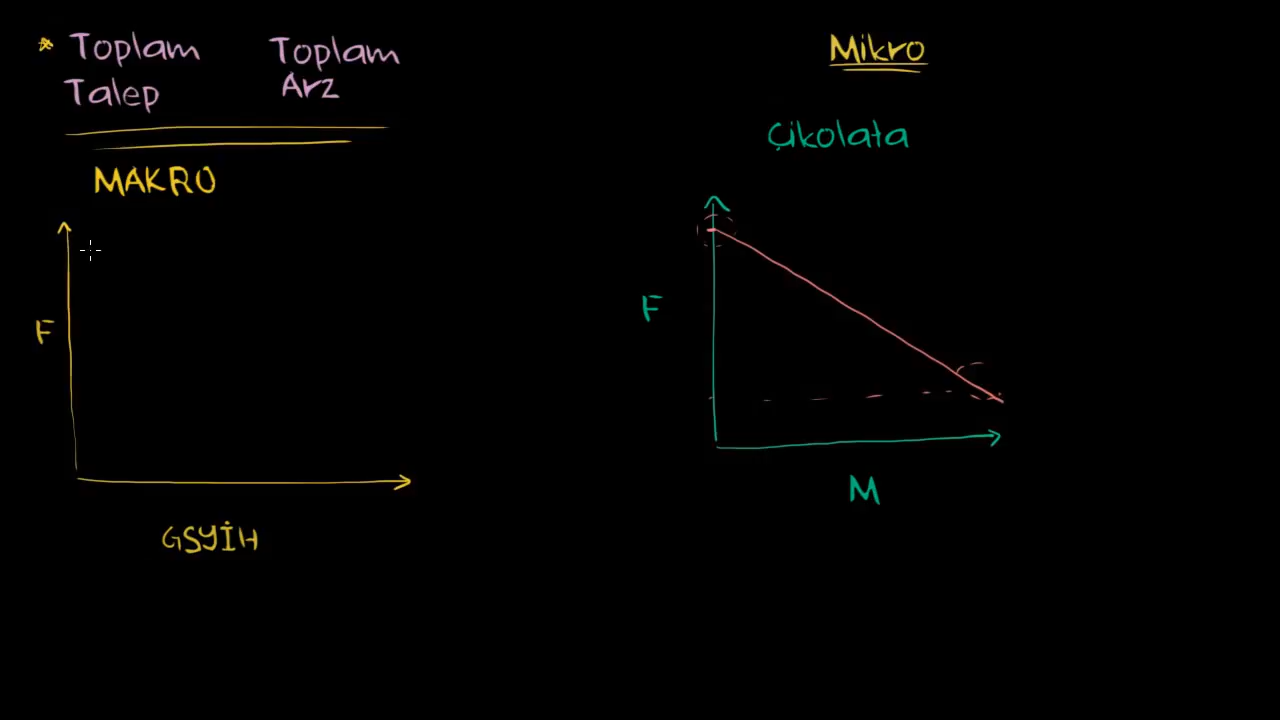 Toplam Talep
Toplam Arz
MAKRO
F
GSYİH
Mikro
Çikolata
F
M